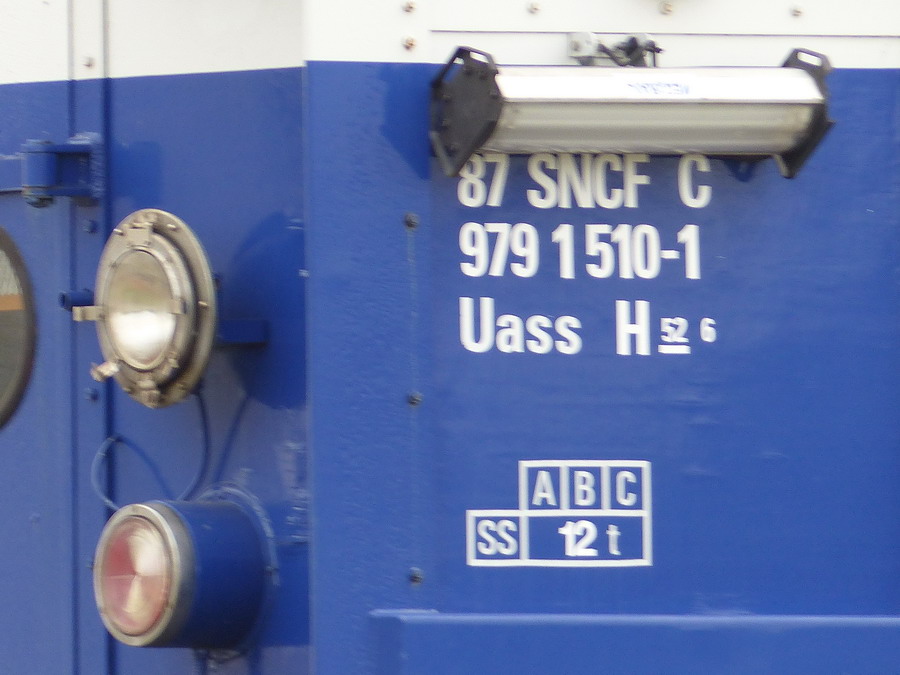 87 SNCF C
979 1 510-1
Uass H 52 6
A B C
SS 12 t